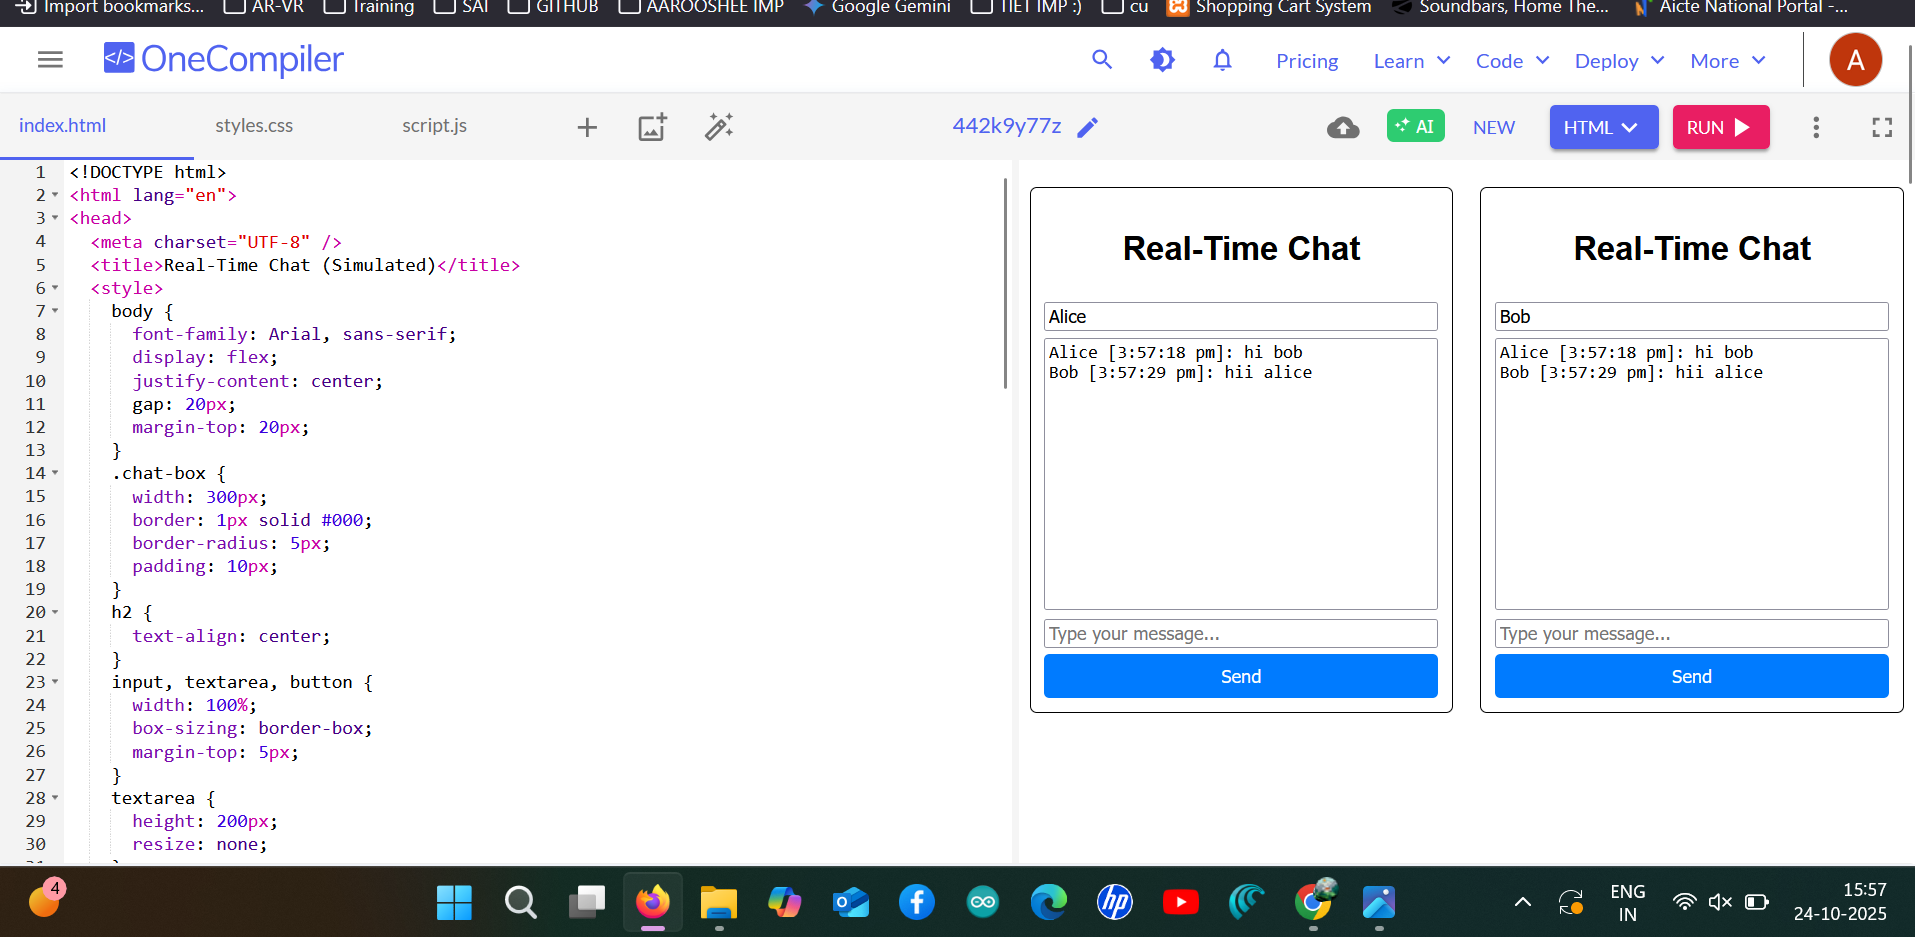 Import bookmarks... AR-VR Training SAI GITHUB AAROOSHEE IMP Google Gemini TIET IMP :) cu Shopping Cart System Soundbars, Home The... Aicte National Portal -...
</> OneCompiler Pricing Learn Code Deploy More A
index.html styles.css script.js 442k9y77z AI NEW HTML RUN
1 <!DOCTYPE html>
2 <html lang="en">
3 <head>
4 <meta charset="UTF-8" />
5 <title>Real-Time Chat (Simulated)</title>
6 <style>
7 body {
8 font-family: Arial, sans-serif;
9 display: flex;
10 justify-content: center;
11 gap: 20px;
12 margin-top: 20px;
13 }
14 .chat-box {
15 width: 300px;
16 border: 1px solid #000;
17 border-radius: 5px;
18 padding: 10px;
19 }
20 h2 {
21 text-align: center;
22 }
23 input, textarea, button {
24 width: 100%;
25 box-sizing: border-box;
26 margin-top: 5px;
27 }
28 textarea {
29 height: 200px;
30 resize: none;
Real-Time Chat
Alice
Alice [3:57:18 pm]: hi bob
Bob [3:57:29 pm]: hii alice
Type your message...
Send
Real-Time Chat
Bob
Alice [3:57:18 pm]: hi bob
Bob [3:57:29 pm]: hii alice
Type your message...
Send
4
hp
ENG
IN
15:57
24-10-2025